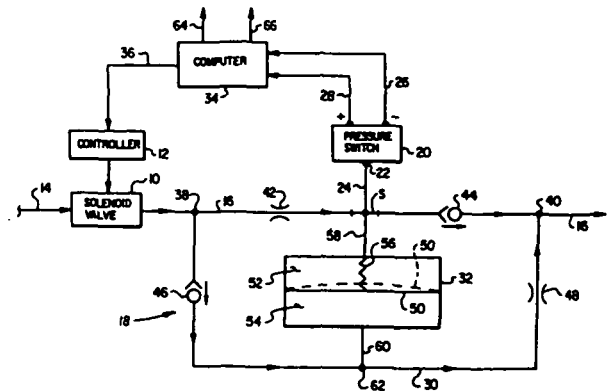 64 66
36 COMPUTER
34
28 26
+ -
CONTROLLER
12
PRESSURE
SWITCH
20
22
10
24
14 SOLENOID
VALVE
38 16 42 S 44 40 16
58
56 50
52 32
50
46 54 48
18
60
62 30